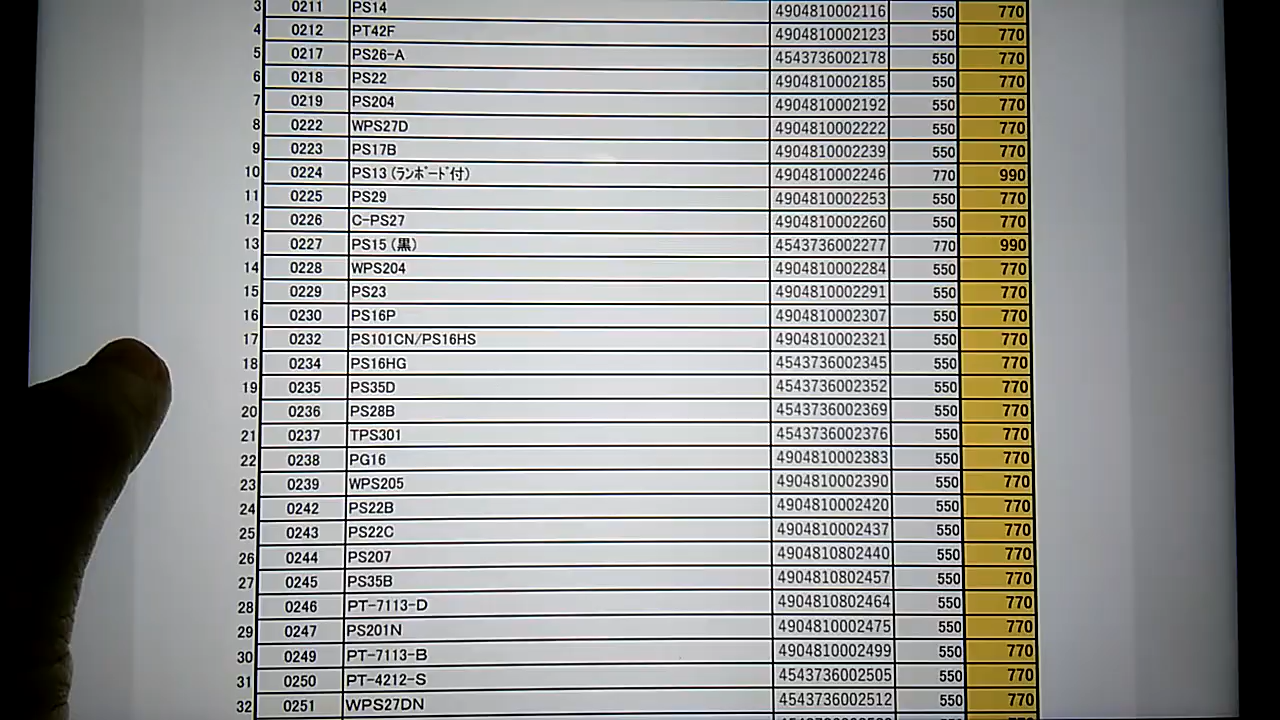 3 0211 PS14 4904810002116 550 770
4 0212 PT42F 4904810002123 550 770
5 0217 PS26-A 4543736002178 550 770
6 0218 PS22 4904810002185 550 770
7 0219 PS204 4904810002192 550 770
8 0222 WPS27D 4904810002222 550 770
9 0223 PS17B 4904810002239 550 770
10 0224 PS13 (ﾗﾝﾎﾞｰﾄﾞ付) 4904810002246 770 990
11 0225 PS29 4904810002253 550 770
12 0226 C-PS27 4904810002260 550 770
13 0227 PS15 (黒) 4543736002277 770 990
14 0228 WPS204 4904810002284 550 770
15 0229 PS23 4904810002291 550 770
16 0230 PS16P 4904810002307 550 770
17 0232 PS101CN/PS16HS 4904810002321 550 770
18 0234 PS16HG 4543736002345 550 770
19 0235 PS35D 4543736002352 550 770
20 0236 PS28B 4543736002369 550 770
21 0237 TPS301 4543736002376 550 770
22 0238 PG16 4904810002383 550 770
23 0239 WPS205 4904810002390 550 770
24 0242 PS22B 4904810002420 550 770
25 0243 PS22C 4904810002437 550 770
26 0244 PS207 4904810802440 550 770
27 0245 PS35B 4904810802457 550 770
28 0246 PT-7113-D 4904810802464 550 770
29 0247 PS201N 4904810002475 550 770
30 0249 PT-7113-B 4904810002499 550 770
31 0250 PT-4212-S 4543736002505 550 770
32 0251 WPS27DN 4543736002512 550 770